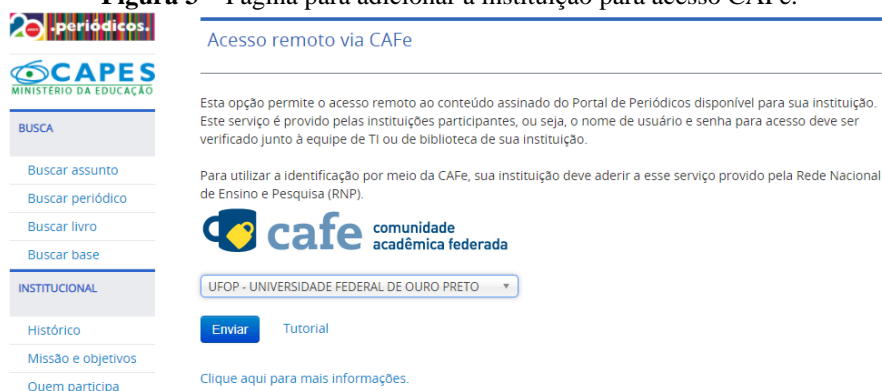 Figura 3 – Página para adicionar a instituição para acesso CAFe.
20 anos .periódicos.
CAPES
MINISTÉRIO DA EDUCAÇÃO
BUSCA
Buscar assunto
Buscar periódico
Buscar livro
Buscar base
INSTITUCIONAL
Histórico
Missão e objetivos
Quem participa
Acesso remoto via CAFe
Esta opção permite o acesso remoto ao conteúdo assinado do Portal de Periódicos disponível para sua instituição.
Este serviço é provido pelas instituições participantes, ou seja, o nome de usuário e senha para acesso deve ser
verificado junto à equipe de TI ou de biblioteca de sua instituição.
Para utilizar a identificação por meio da CAFe, sua instituição deve aderir a esse serviço provido pela Rede Nacional
de Ensino e Pesquisa (RNP).
cafe comunidade
acadêmica federada
UFOP - UNIVERSIDADE FEDERAL DE OURO PRETO
Enviar Tutorial
Clique aqui para mais informações.